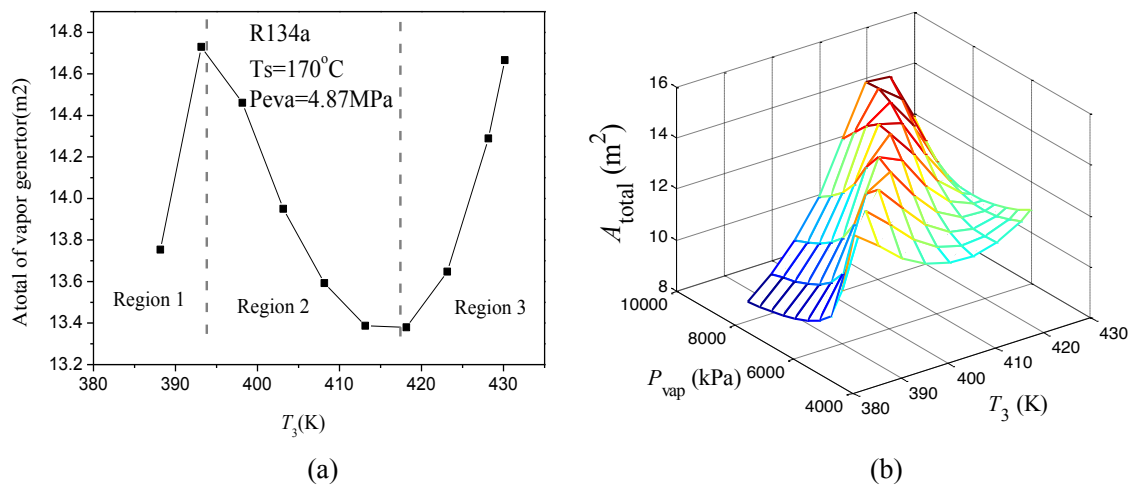 14.8
14.6
14.4
14.2
14.0
13.8
13.6
13.4
13.2
Atotal of vapor genertor(m2)
R134a
Ts=170°C
Peva=4.87MPa
Region 1
Region 2
Region 3
380
390
400
410
420
430
T3(K)
(a)
16
14
12
10
8
Atotal (m2)
10000
8000
6000
4000
Pvap (kPa)
380
390
400
410
420
430
T3 (K)
(b)